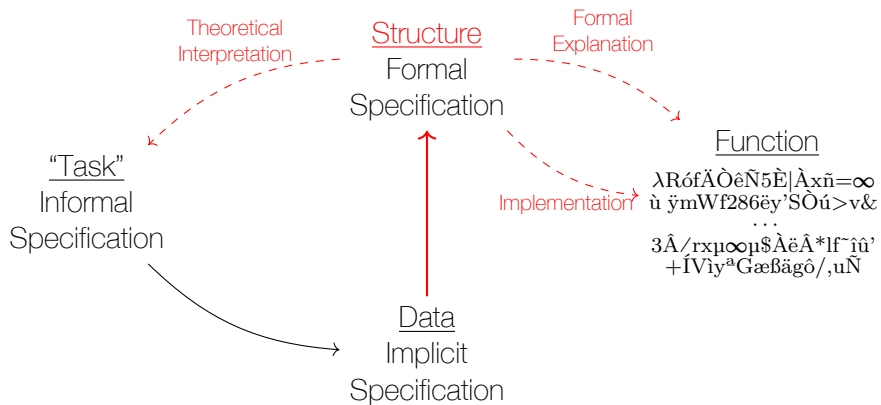 Theoretical
Interpretation
Structure
Formal
Specification
Formal
Explanation
"Task"
Informal
Specification
Function
λRófÄÒêÑ5È|Àxñ=∞
ù ÿmWf286ëy'SÒú>v&
...
3Â/rxµ∞µ$ÀëÂ*lf˜îû'
+ÍVìyªGæßägô/,uÑ
Implementation
Data
Implicit
Specification